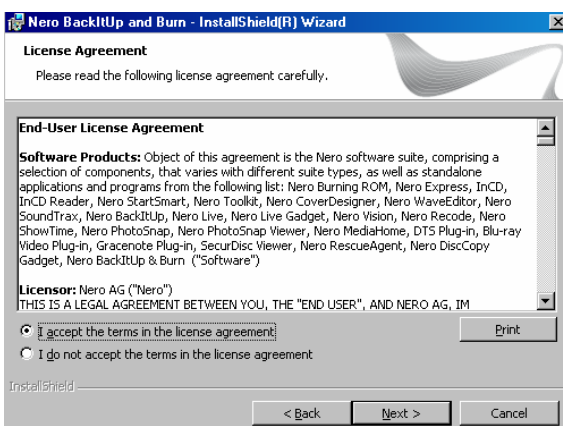 Nero BackItUp and Burn - InstallShield(R) Wizard
License Agreement
Please read the following license agreement carefully.
End-User License Agreement
Software Products: Object of this agreement is the Nero software suite, comprising a
selection of components, that varies with different suite types, as well as standalone
applications and programs from the following list: Nero Burning ROM, Nero Express, InCD,
InCD Reader, Nero StartSmart, Nero Toolkit, Nero CoverDesigner, Nero WaveEditor, Nero
SoundTrax, Nero BackItUp, Nero Live, Nero Live Gadget, Nero Vision, Nero Recode, Nero
ShowTime, Nero PhotoSnap, Nero PhotoSnap Viewer, Nero MediaHome, DTS Plug-in, Blu-ray
Video Plug-in, Gracenote Plug-in, SecurDisc Viewer, Nero RescueAgent, Nero DiscCopy
Gadget, Nero BackItUp & Burn ("Software")
Licensor: Nero AG ("Nero")
THIS IS A LEGAL AGREEMENT BETWEEN YOU, THE "END USER", AND NERO AG, IM
I accept the terms in the license agreement
Print
I do not accept the terms in the license agreement
InstallShield
< Back
Next >
Cancel